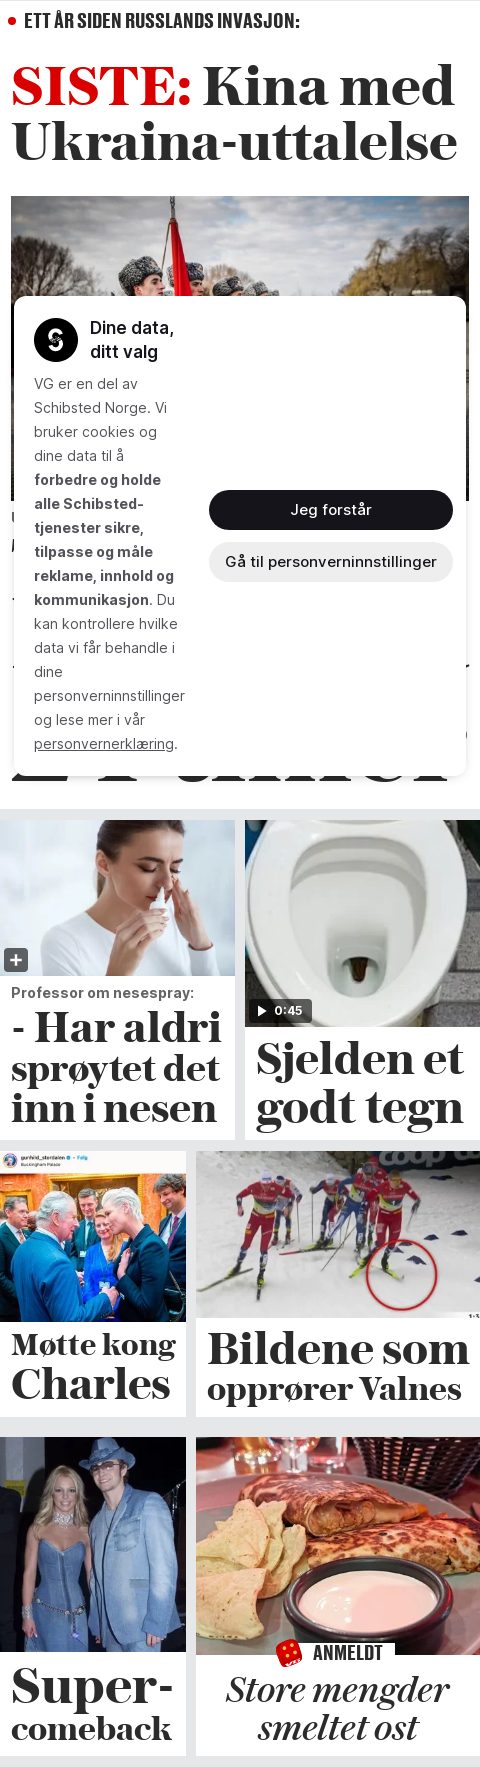 ETT ÅR SIDEN RUSSLANDS INVASJON:
SISTE: Kina med
Ukraina-uttalelse
Dine data,
ditt valg
VG er en del av
Schibsted Norge. Vi
bruker cookies og
dine data til å
forbedre og holde
alle Schibsted-
tjenester sikre,
tilpasse og måle
reklame, innhold og
kommunikasjon. Du
kan kontrollere hvilke
data vi får behandle i
dine
personverninnstillinger
og lese mer i vår
personvernerklæring.
Jeg forstår
Gå til personverninnstillinger
Professor om nesespray:
- Har aldri
sprøytet det
inn i nesen
0:45
Sjelden et
godt tegn
gunhild_stordalen
Følg
Buckingham Palace
Møtte kong
Charles
coop
Bildene som
opprører Valnes
Super-
comeback
ANMELDT
Store mengder
smeltet ost